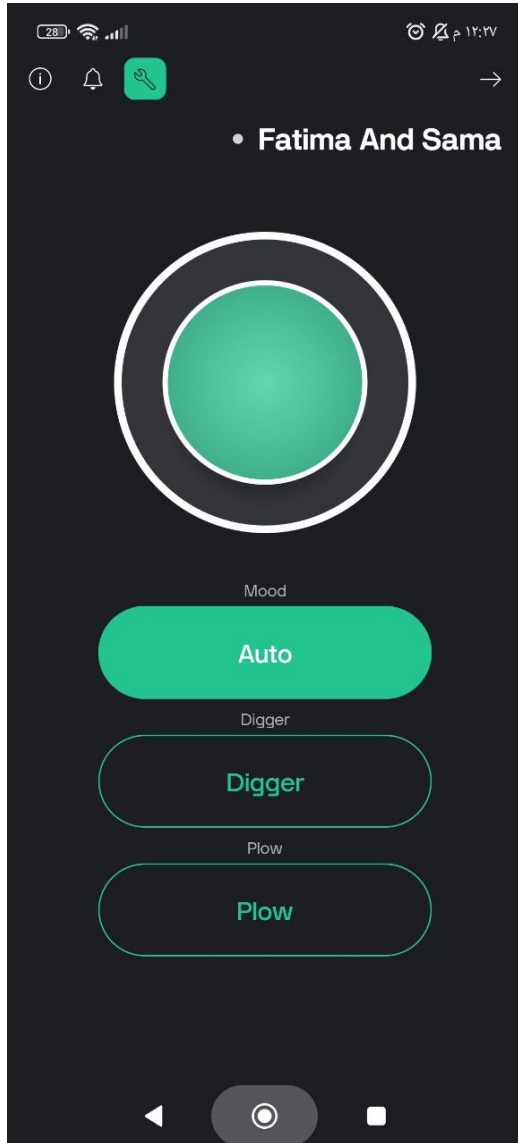 28 ١٢:٢٧ م
Fatima And Sama
Mood
Auto
Digger
Digger
Plow
Plow